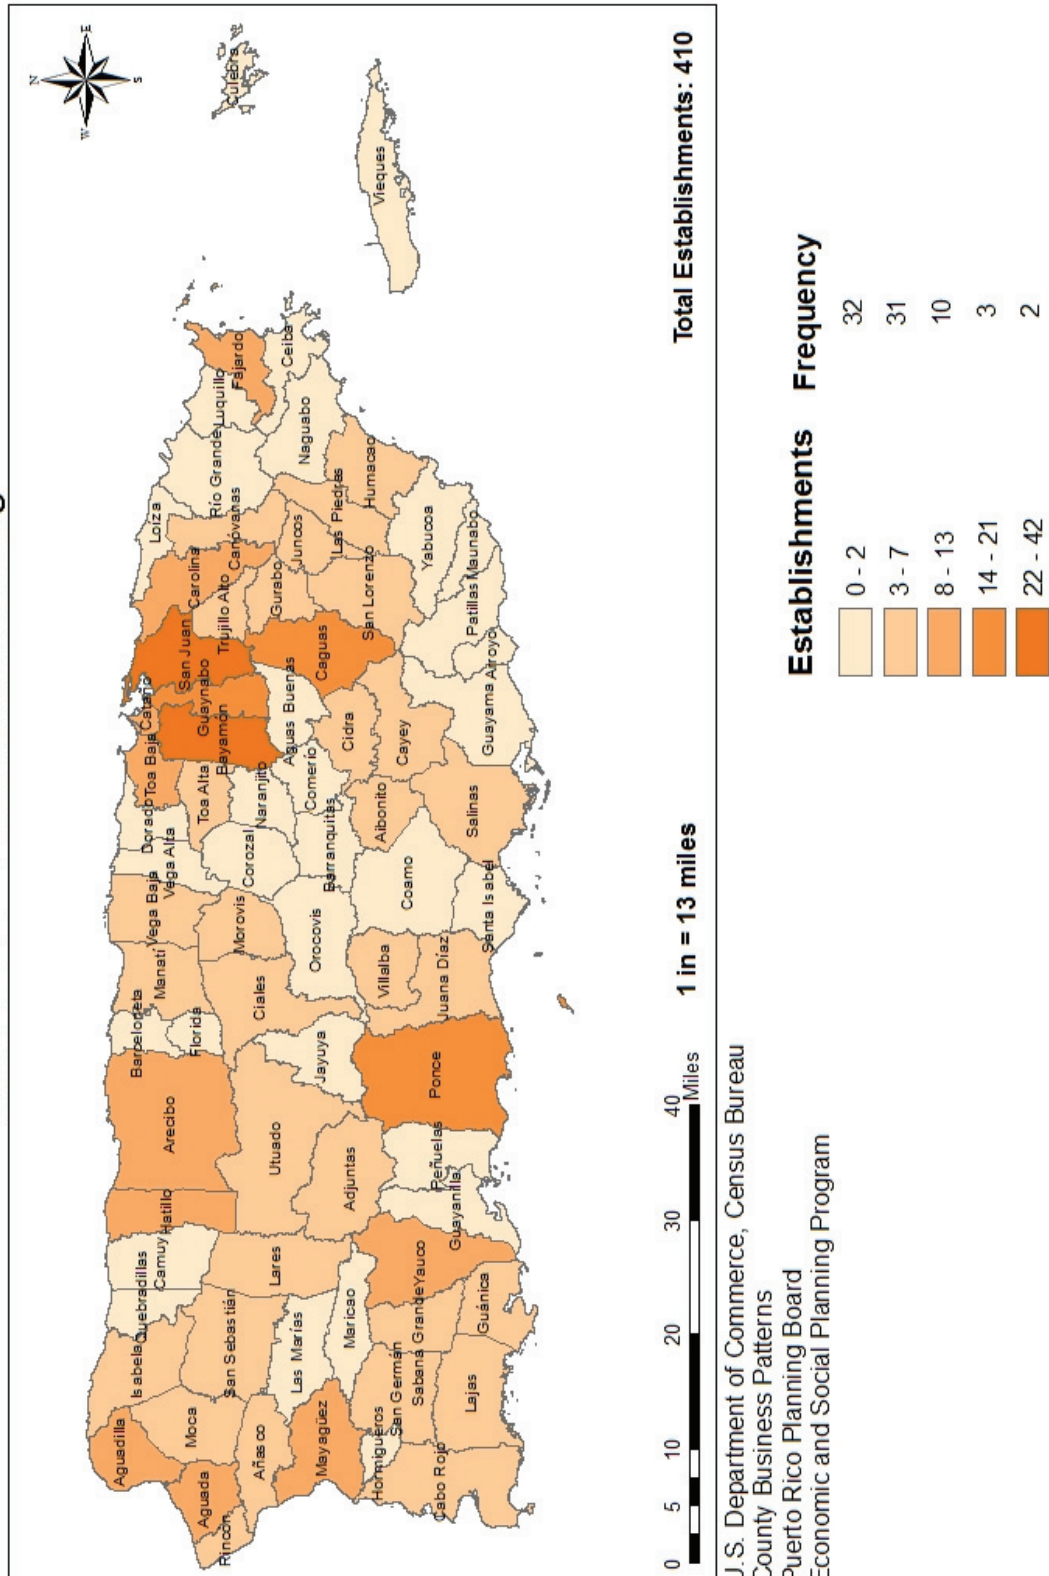 N
W
E
S
Culebra
Vieques
Aguadilla
Isabela
Quebradillas
Camuy
Hatillo
Arecibo
Barceloneta
Florida
Manatí
Vega Baja
Vega Alta
Dorado
Toa Baja
Cataño
Toa Alta
Bayamón
Guaynabo
San Juan
Trujillo Alto
Carolina
Canóvanas
Loíza
Río Grande
Luquillo
Fajardo
Ceiba
Aguada
Rincón
Moca
Añasco
San Sebastián
Lares
Utuado
Ciales
Morovis
Corozal
Naranjito
Comerío
Aguas Buenas
Caguas
Gurabo
Juncos
Las Piedras
Naguabo
Humacao
Mayagüez
Las Marías
Maricao
Adjuntas
Jayuya
Orocovis
Barranquitas
Aibonito
Cidra
Cayey
San Lorenzo
Yabucoa
Maunabo
Patillas
Hormigueros
San Germán
Cabo Rojo
Lajas
Sabana Grande
Guánica
Yauco
Guayanilla
Peñuelas
Ponce
Villalba
Juana Díaz
Coamo
Santa Isabel
Salinas
Guayama
Arroyo
0 5 10 20 30 40
Miles
1 in = 13 miles
Total Establishments: 410
J.S. Department of Commerce, Census Bureau
County Business Patterns
Puerto Rico Planning Board
Economic and Social Planning Program
Establishments Frequency
0 - 2 32
3 - 7 31
8 - 13 10
14 - 21 3
22 - 42 2